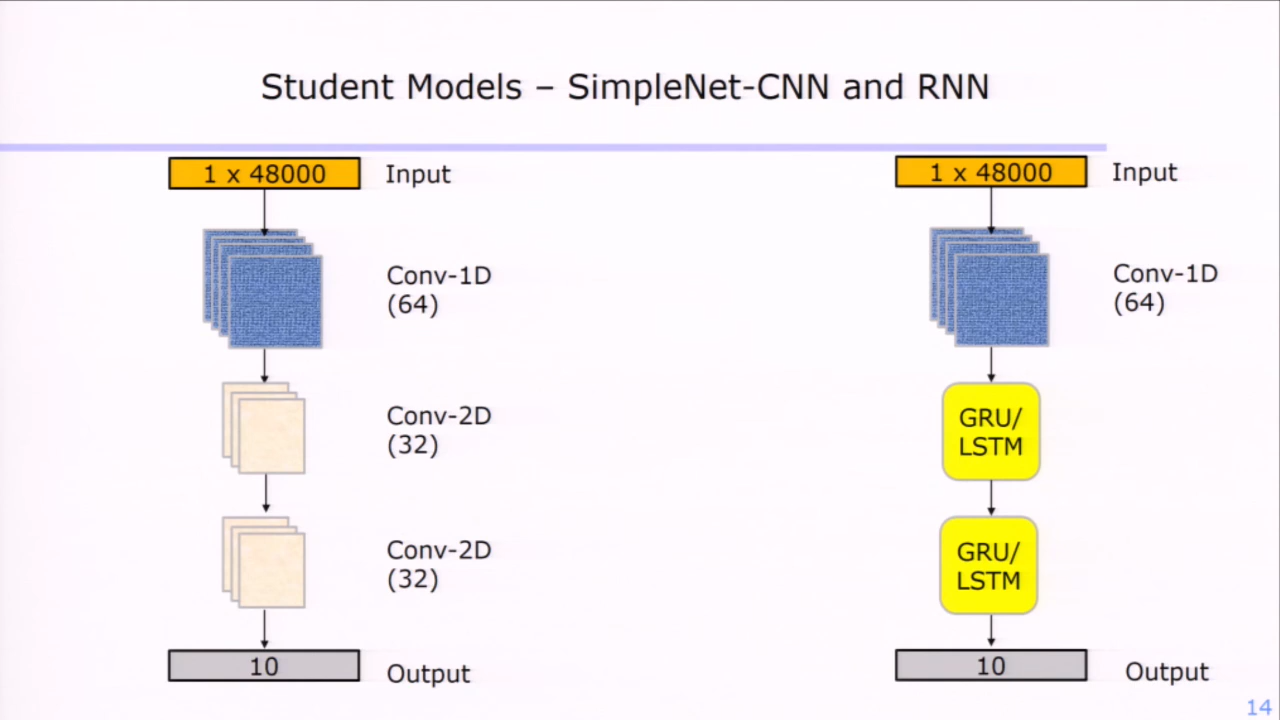 Student Models – SimpleNet-CNN and RNN
1 x 48000
Input
Conv-1D
(64)
Conv-2D
(32)
Conv-2D
(32)
10
Output
1 x 48000
Input
Conv-1D
(64)
GRU/
LSTM
GRU/
LSTM
10
Output
14